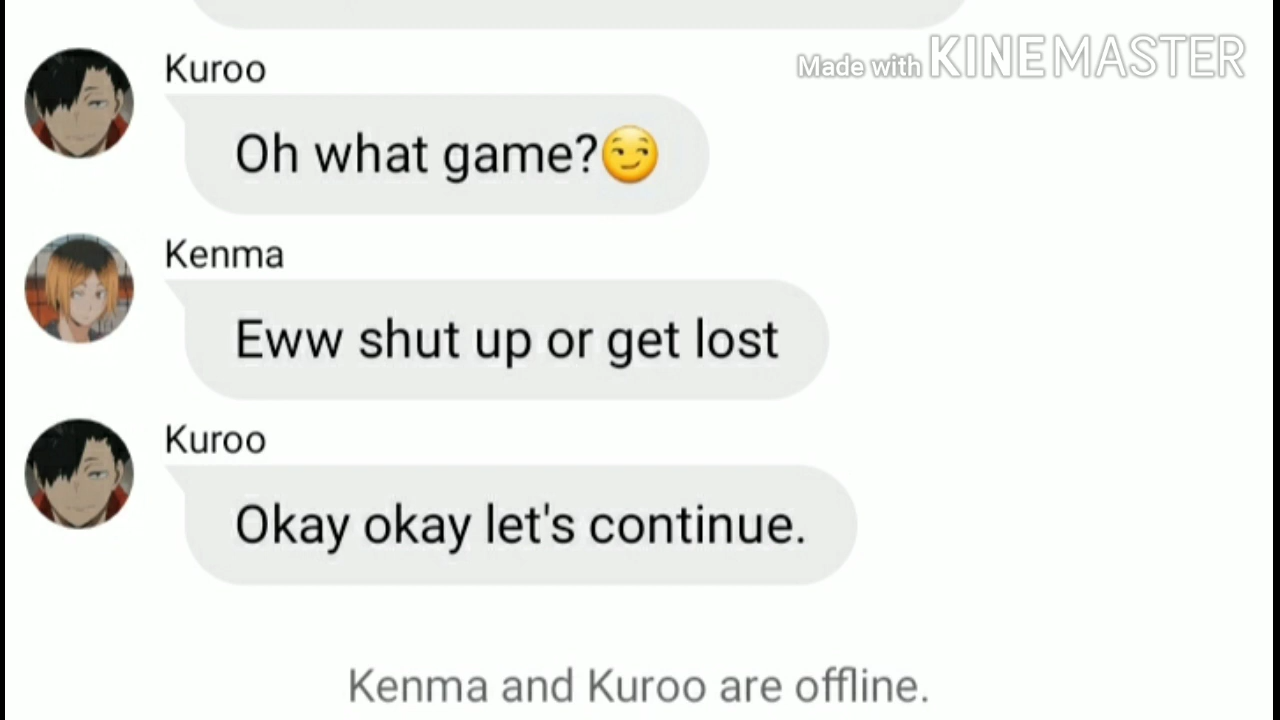 Made with KINEMASTER
Kuroo
Oh what game?😏
Kenma
Eww shut up or get lost
Kuroo
Okay okay let's continue.
Kenma and Kuroo are offline.